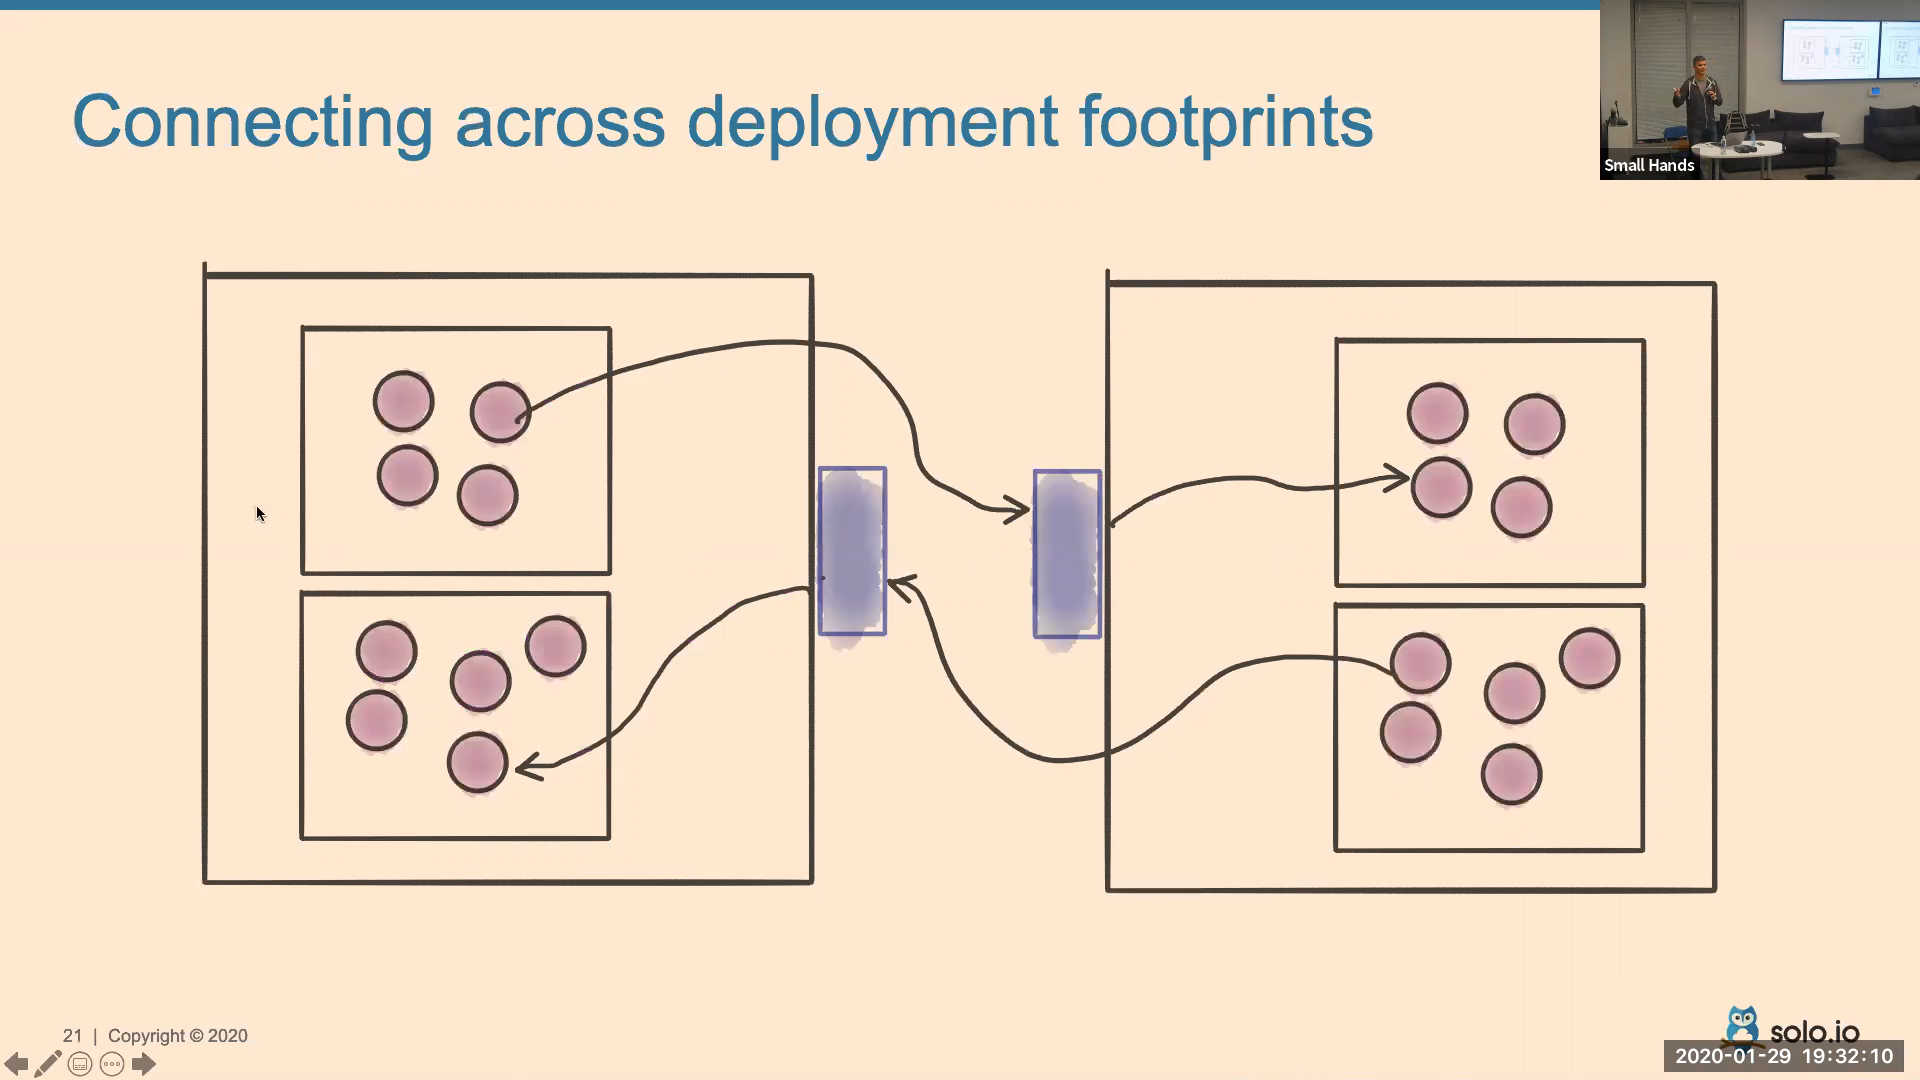 Connecting across deployment footprints
Small Hands
21 | Copyright © 2020
solo.io
2020-01-29 19:32:10